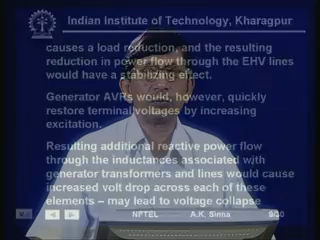 Indian Institute of Technology, Kharagpur
causes a load reduction, and the resulting
reduction in power flow through the EHV lines
would have a stabilizing effect.
Generator AVRs would, however, quickly
restore terminal voltages by increasing
excitation.
Resulting additional reactive power flow
through the inductances associated with
generator transformers and lines would cause
increased volt drop across each of these
elements – may lead to voltage collapse
NPTEL A.K. Sinha /20